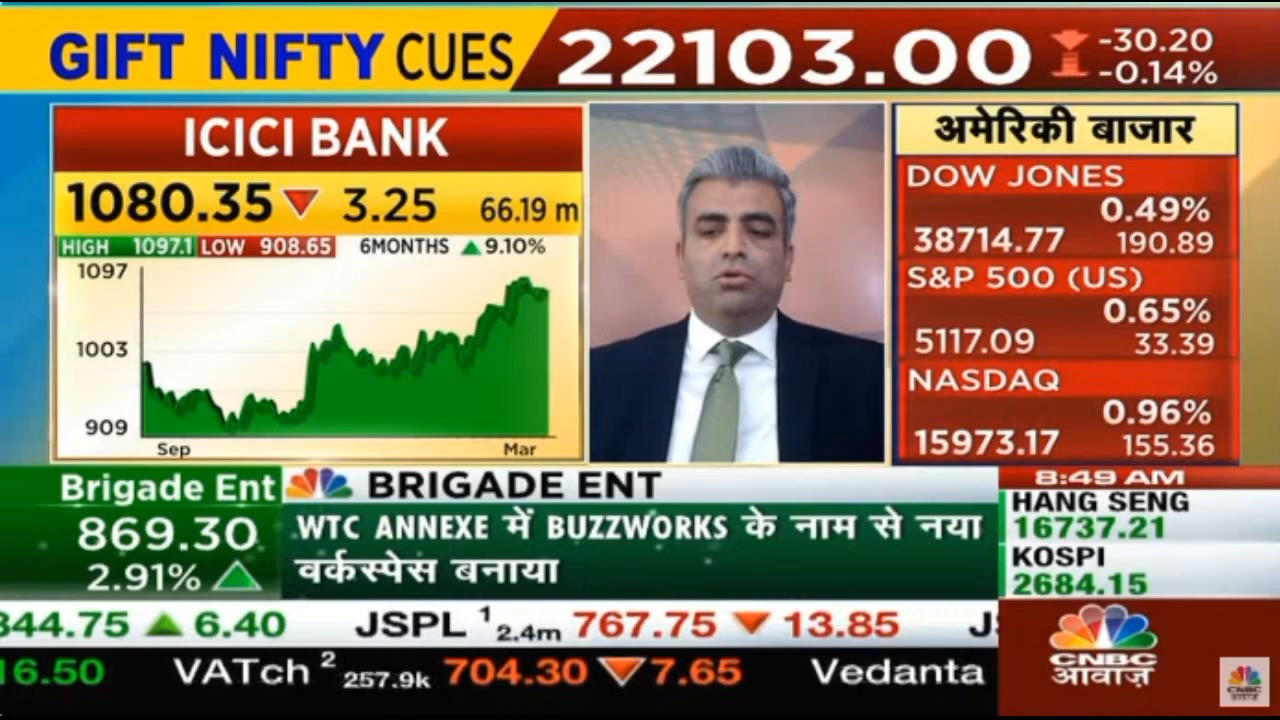 GIFT NIFTY CUES
22103.00
-30.20
-0.14%
ICICI BANK
1080.35 3.25 66.19 m
HIGH 1097.1 LOW 908.65 6MONTHS 9.10%
1097
1003
909
Sep Mar
अमेरिकी बाजार
DOW JONES
0.49%
38714.77 190.89
S&P 500 (US)
0.65%
5117.09 33.39
NASDAQ
0.96%
15973.17 155.36
Brigade Ent
869.30
2.91%
BRIGADE ENT
WTC ANNEXE में BUZZWORKS के नाम से नया
वर्कस्पेस बनाया
8:49 AM
HANG SENG
16737.21
KOSPI
2684.15
344.75 6.40 JSPL 1 2.4m 767.75 13.85 JS
16.50 VATch 2 257.9k 704.30 7.65 Vedanta
CNBC
आवाज़
CNBC
आवाज़